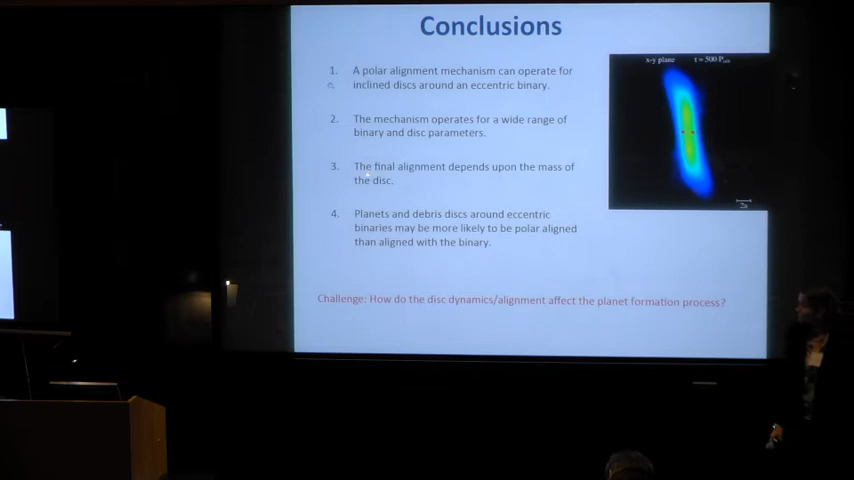 Conclusions
1. A polar alignment mechanism can operate for
inclined discs around an eccentric binary.
2. The mechanism operates for a wide range of
binary and disc parameters.
3. The final alignment depends upon the mass of
the disc.
4. Planets and debris discs around eccentric
binaries may be more likely to be polar aligned
than aligned with the binary.
Challenge: How do the disc dynamics/alignment affect the planet formation process?
x-y plane t = 500 P